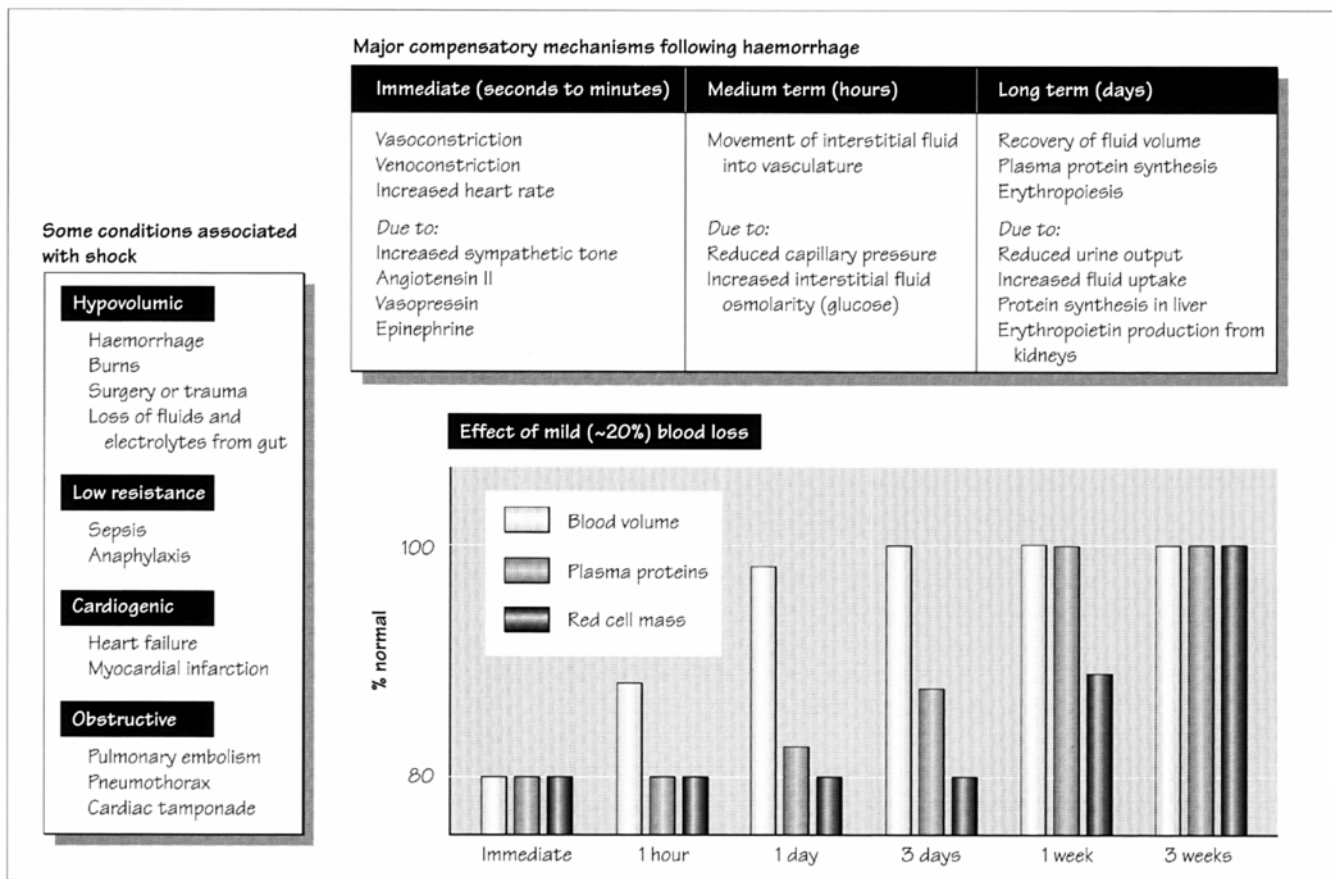 Major compensatory mechanisms following haemorrhage
Immediate (seconds to minutes)
Vasoconstriction
Venoconstriction
Increased heart rate
Due to:
Increased sympathetic tone
Angiotensin II
Vasopressin
Epinephrine
Medium term (hours)
Movement of interstitial fluid
into vasculature
Due to:
Reduced capillary pressure
Increased interstitial fluid
osmolarity (glucose)
Long term (days)
Recovery of fluid volume
Plasma protein synthesis
Erythropoiesis
Due to:
Reduced urine output
Increased fluid uptake
Protein synthesis in liver
Erythropoietin production from
kidneys
Some conditions associated
with shock
Hypovolumic
Haemorrhage
Burns
Surgery or trauma
Loss of fluids and
electrolytes from gut
Low resistance
Sepsis
Anaphylaxis
Cardiogenic
Heart failure
Myocardial infarction
Obstructive
Pulmonary embolism
Pneumothorax
Cardiac tamponade
Effect of mild (~20%) blood loss
Blood volume
Plasma proteins
Red cell mass
% normal
100
80
Immediate
1 hour
1 day
3 days
1 week
3 weeks